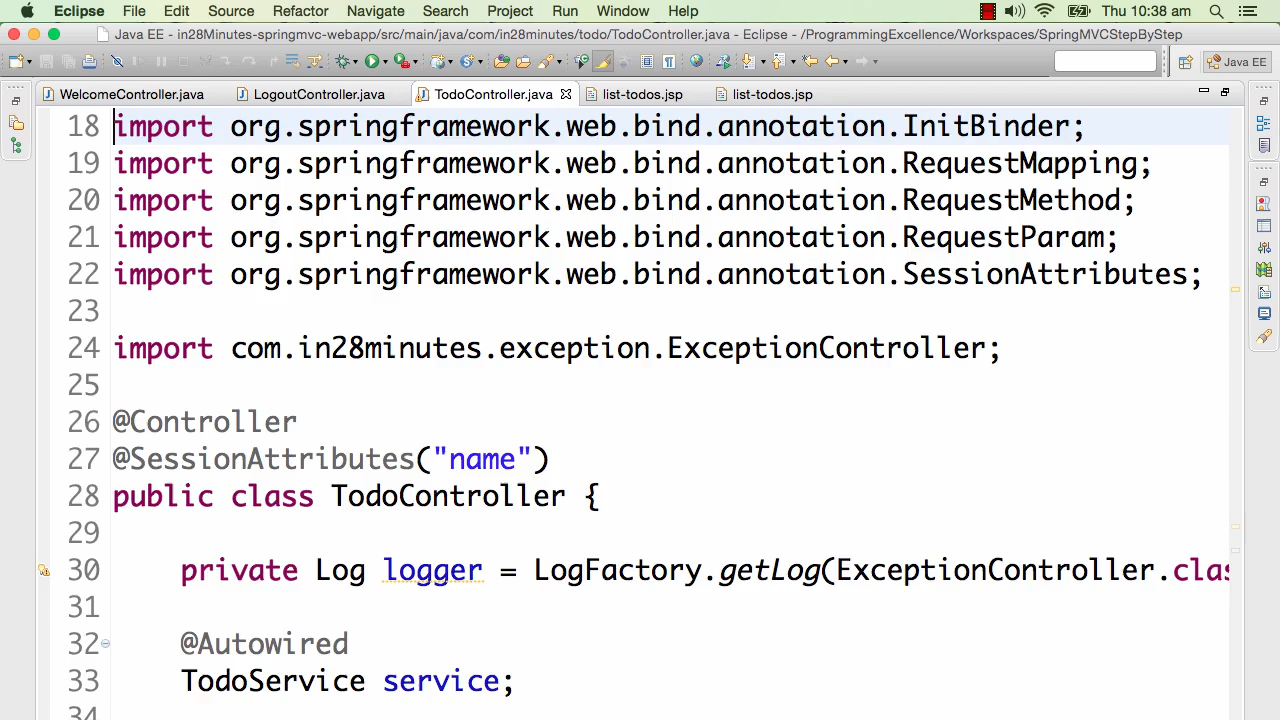 Eclipse File Edit Source Refactor Navigate Search Project Run Window Help Thu 10:38 am
Java EE - in28Minutes-springmvc-webapp/src/main/java/com/in28minutes/todo/TodoController.java - Eclipse - /ProgrammingExcellence/Workspaces/SpringMVCStepByStep
Java EE
WelcomeController.java LogoutController.java TodoController.java list-todos.jsp list-todos.jsp
18 import org.springframework.web.bind.annotation.InitBinder;
19 import org.springframework.web.bind.annotation.RequestMapping;
20 import org.springframework.web.bind.annotation.RequestMethod;
21 import org.springframework.web.bind.annotation.RequestParam;
22 import org.springframework.web.bind.annotation.SessionAttributes;
23
24 import com.in28minutes.exception.ExceptionController;
25
26 @Controller
27 @SessionAttributes("name")
28 public class TodoController {
29
30 private Log logger = LogFactory.getLog(ExceptionController.clas
31
32 @Autowired
33 TodoService service;
34